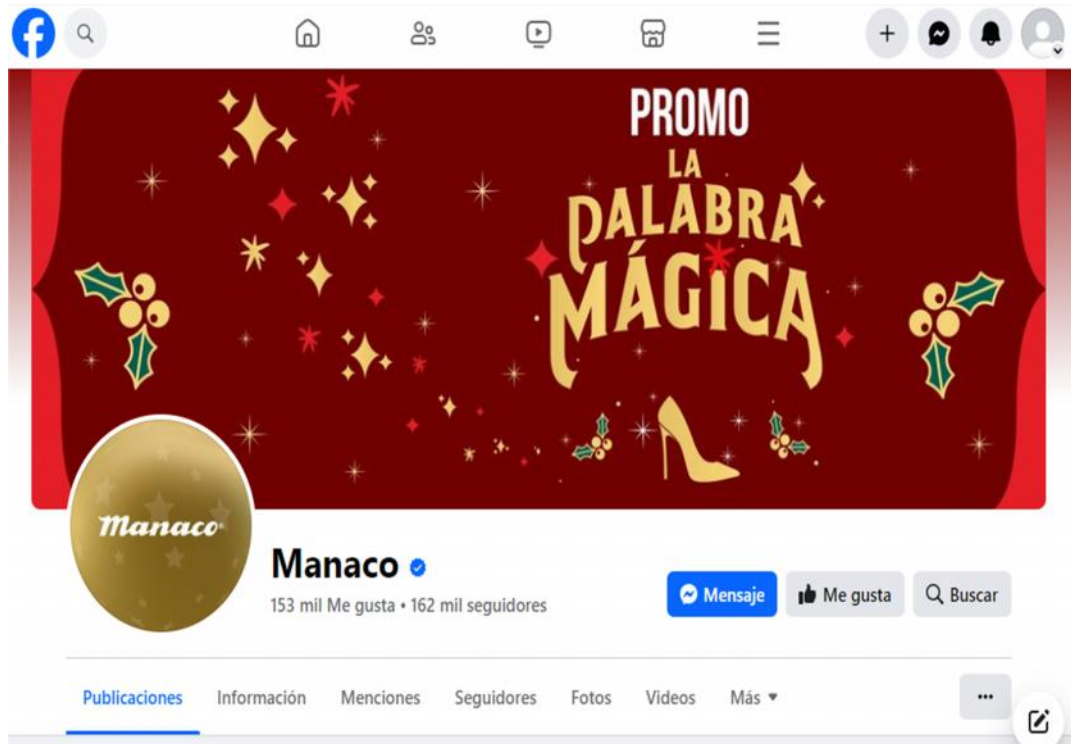 PROMO
LA
PALABRA
MÁGICA
Manaco
Manaco
153 mil Me gusta • 162 mil seguidores
Mensaje
Me gusta
Buscar
Publicaciones
Información
Menciones
Seguidores
Fotos
Videos
Más